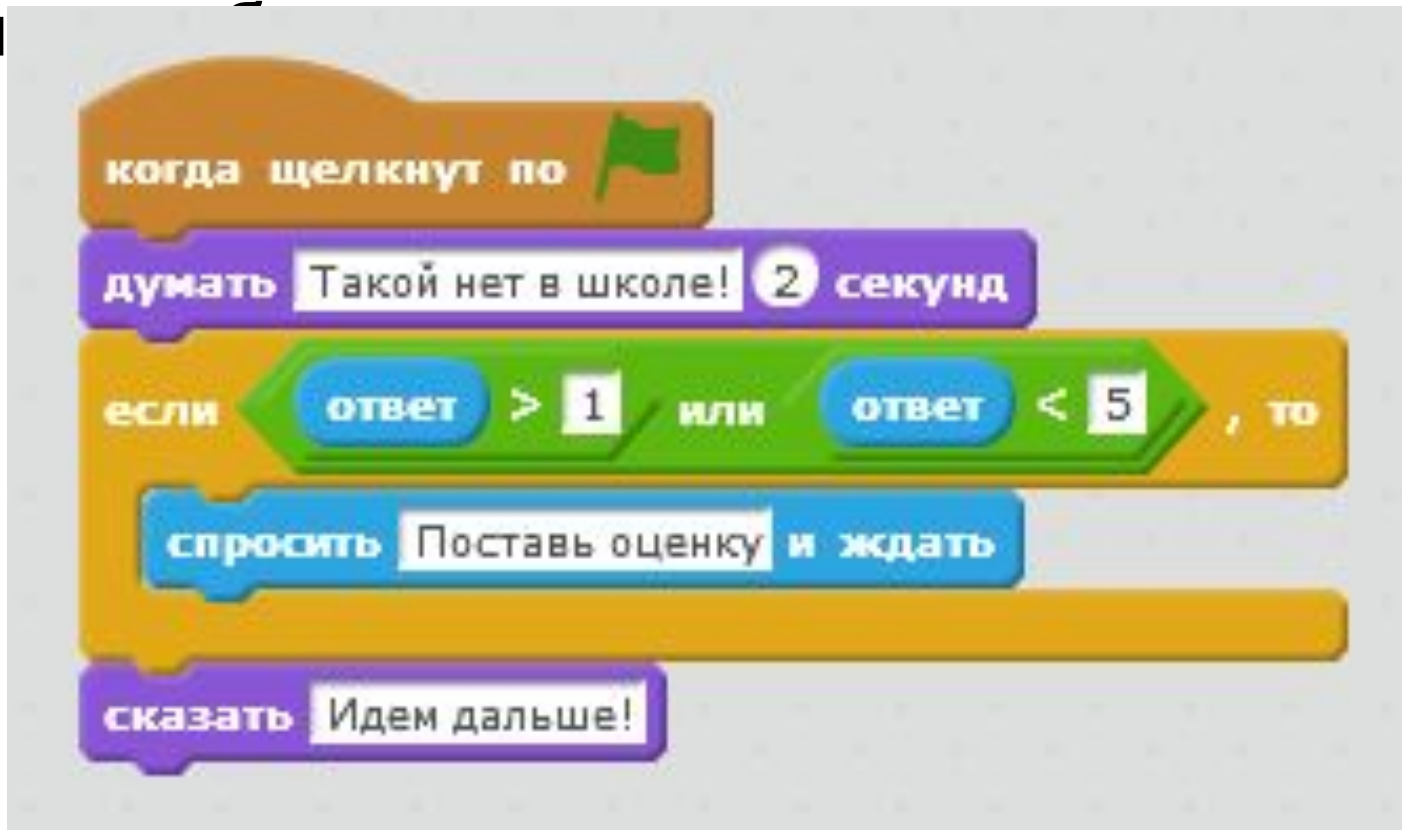 когда щелкнут по
думать Такой нет в школе! 2 секунд
если ответ > 1 или ответ < 5 , то
спросить Поставь оценку и ждать
сказать Идем дальше!